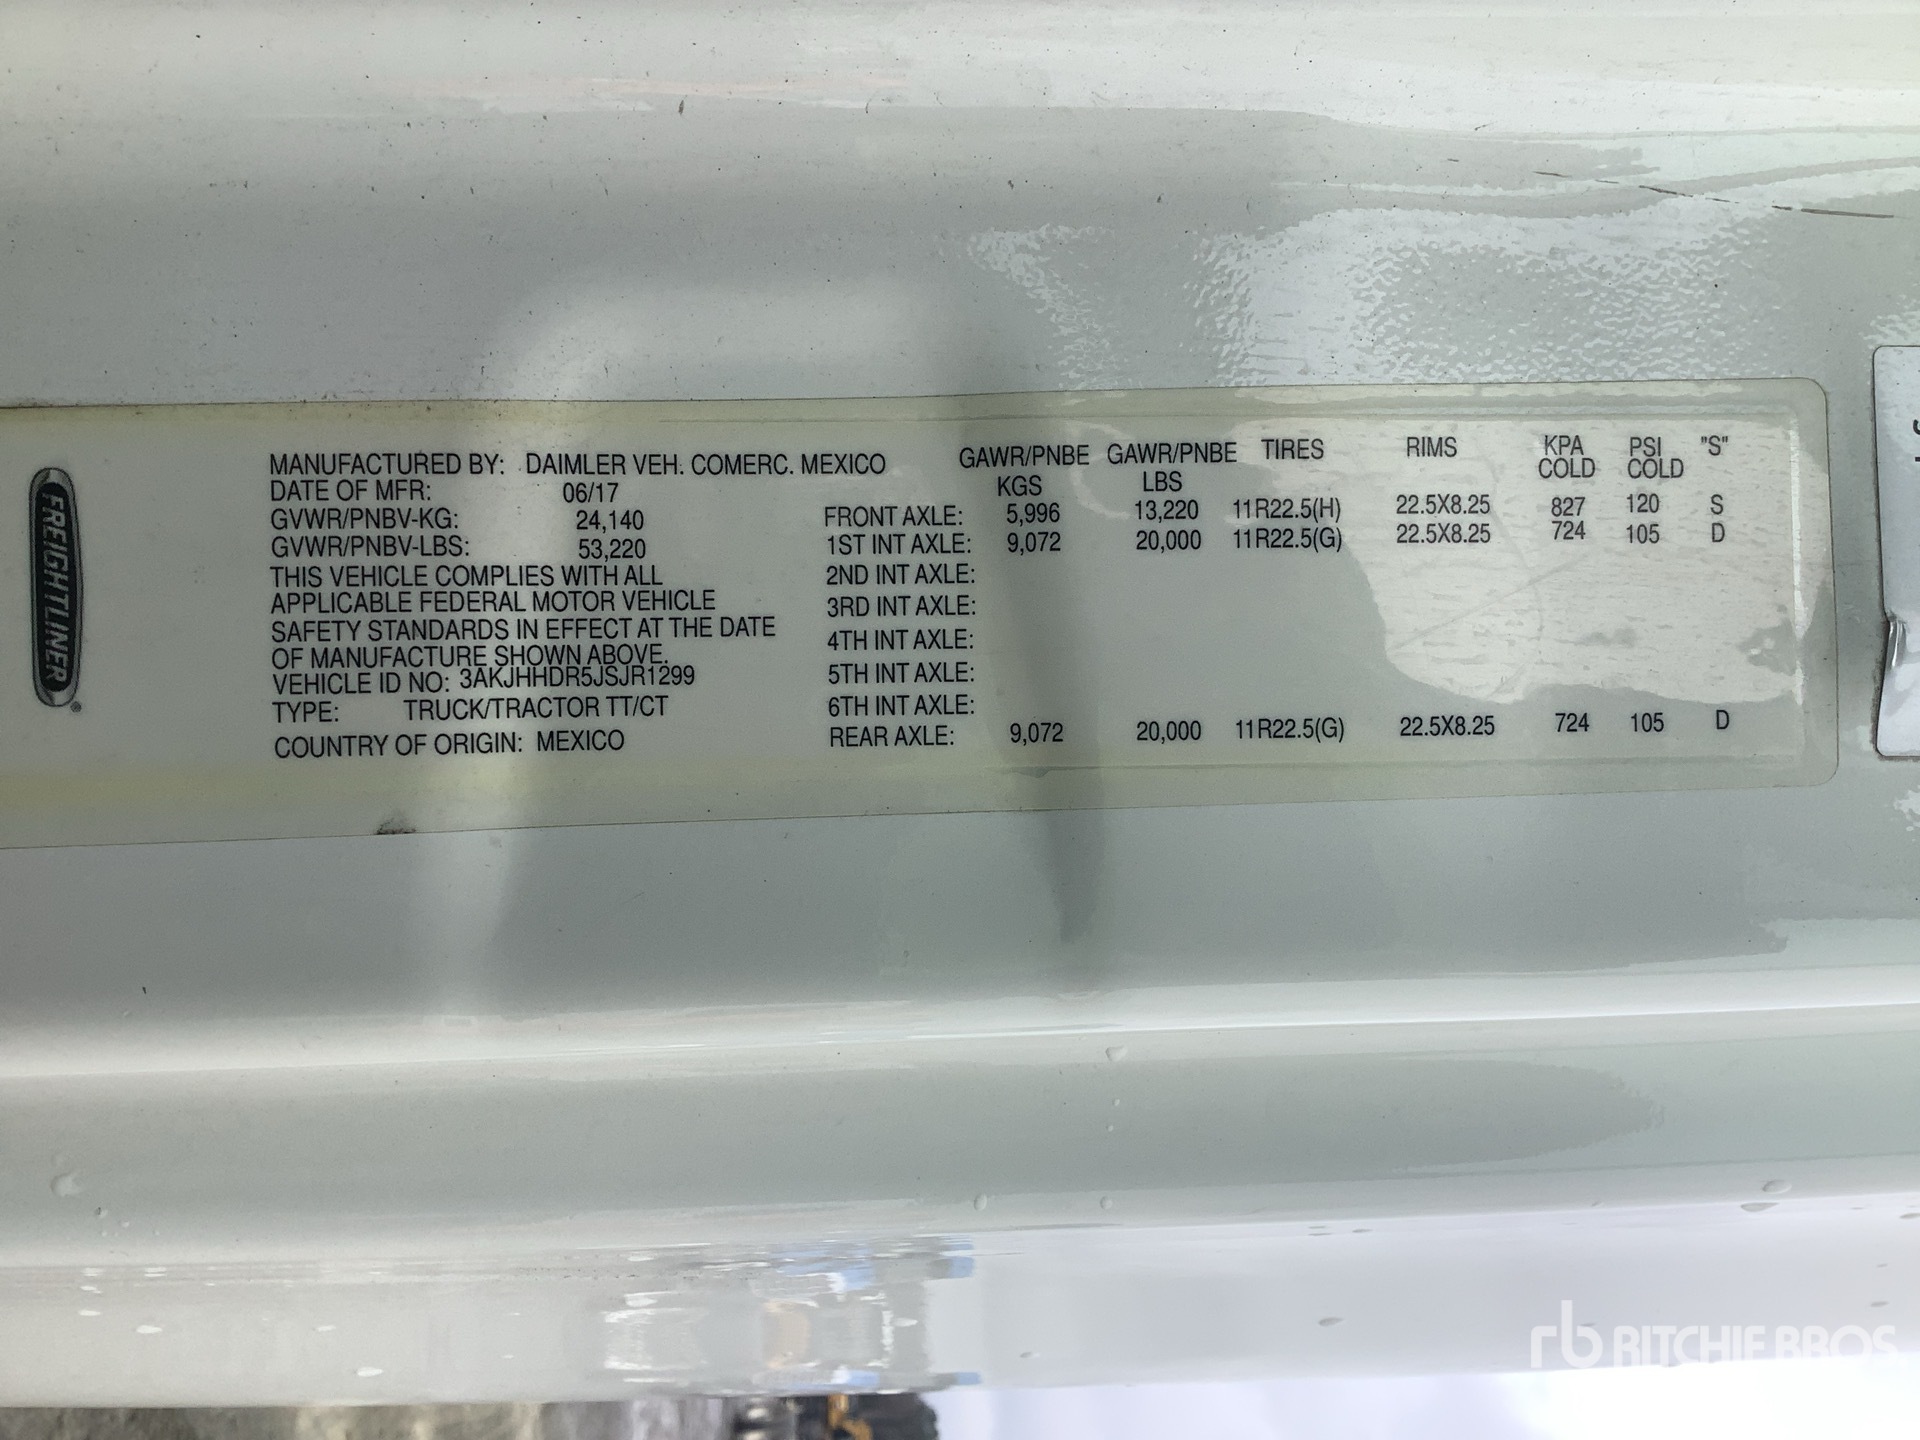 FREIGHTLINER®
MANUFACTURED BY: DAIMLER VEH. COMERC. MEXICO
DATE OF MFR: 06/17
GVWR/PNBV-KG: 24,140
GVWR/PNBV-LBS: 53,220
THIS VEHICLE COMPLIES WITH ALL
APPLICABLE FEDERAL MOTOR VEHICLE
SAFETY STANDARDS IN EFFECT AT THE DATE
OF MANUFACTURE SHOWN ABOVE.
VEHICLE ID NO: 3AKJHHDR5JSJR1299
TYPE: TRUCK/TRACTOR TT/CT
COUNTRY OF ORIGIN: MEXICO
GAWR/PNBE GAWR/PNBE TIRES RIMS KPA PSI "S"
KGS LBS COLD COLD
FRONT AXLE: 5,996 13,220 11R22.5(H) 22.5X8.25 827 120 S
1ST INT AXLE: 9,072 20,000 11R22.5(G) 22.5X8.25 724 105 D
2ND INT AXLE:
3RD INT AXLE:
4TH INT AXLE:
5TH INT AXLE:
6TH INT AXLE:
REAR AXLE: 9,072 20,000 11R22.5(G) 22.5X8.25 724 105 D
rb RITCHIE BROS